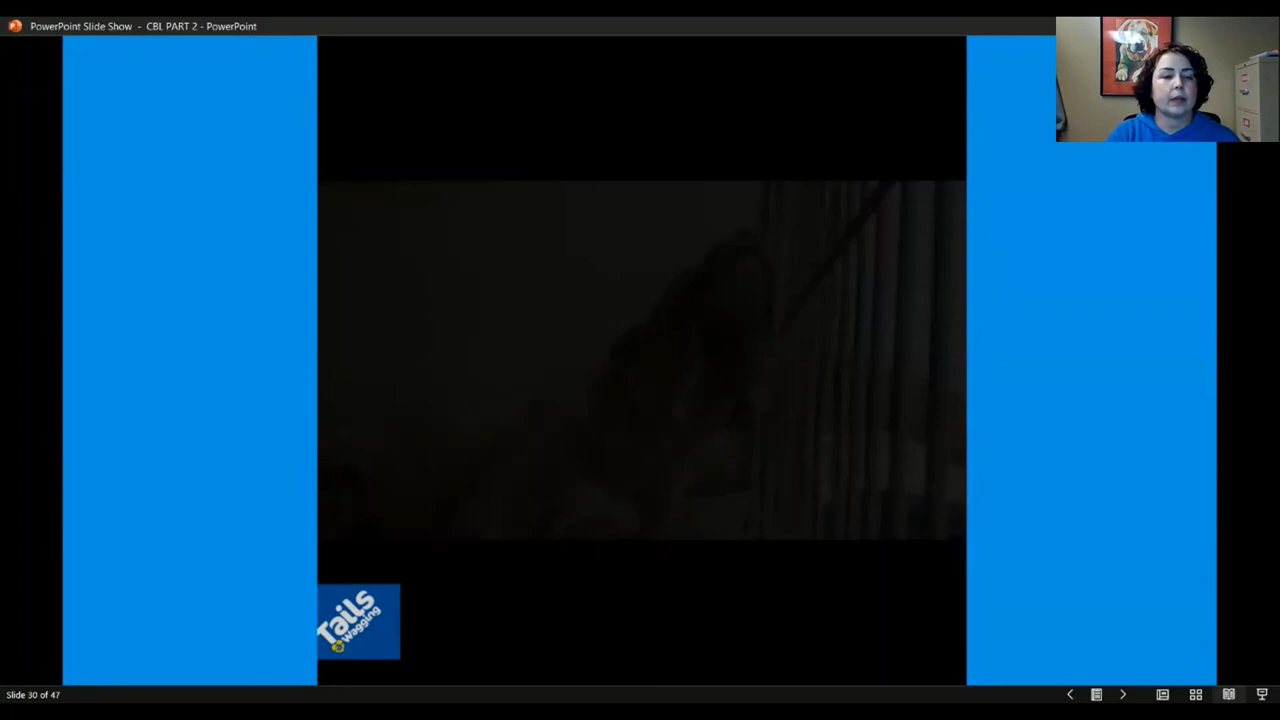 PowerPoint Slide Show - CBL PART 2 - PowerPoint
Tails
Wagging
Slide 30 of 47